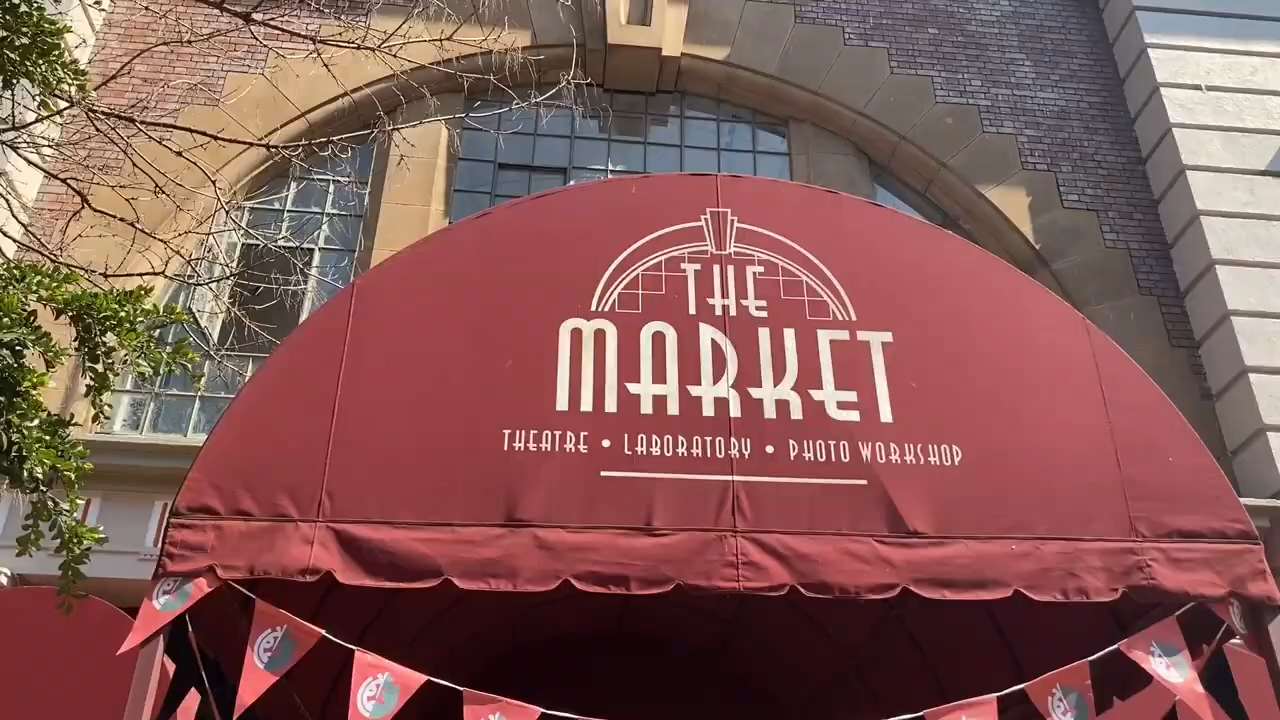 THE
MARKET
THEATRE • LABORATORY • PHOTO WORKSHOP